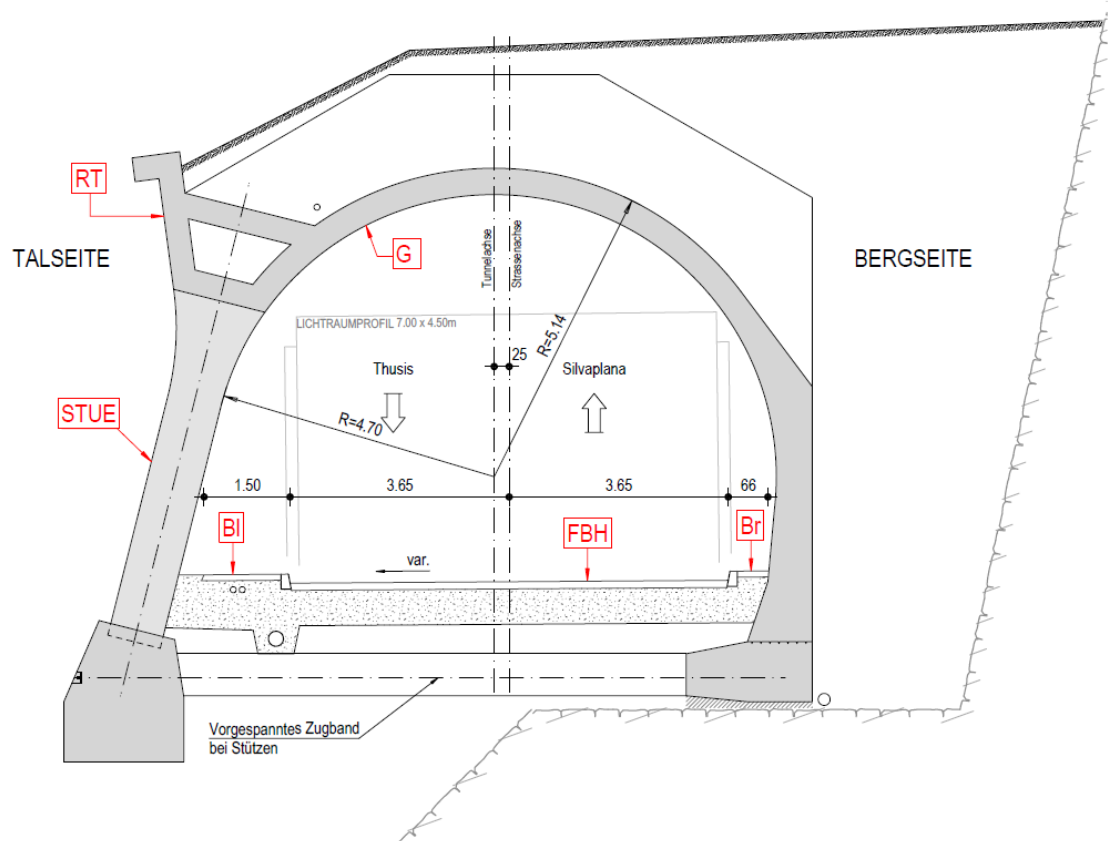 RT
TALSEITE
G
BERGSEITE
Tunnelachse
Strassenachse
LICHTRAUMPROFIL 7.00 x 4.50m
R=5.14
25
Thusis
Silvaplana
STUE
R=4.70
1.50
3.65
3.65
66
Bl
FBH
Br
var.
Vorgespanntes Zugband
bei Stützen